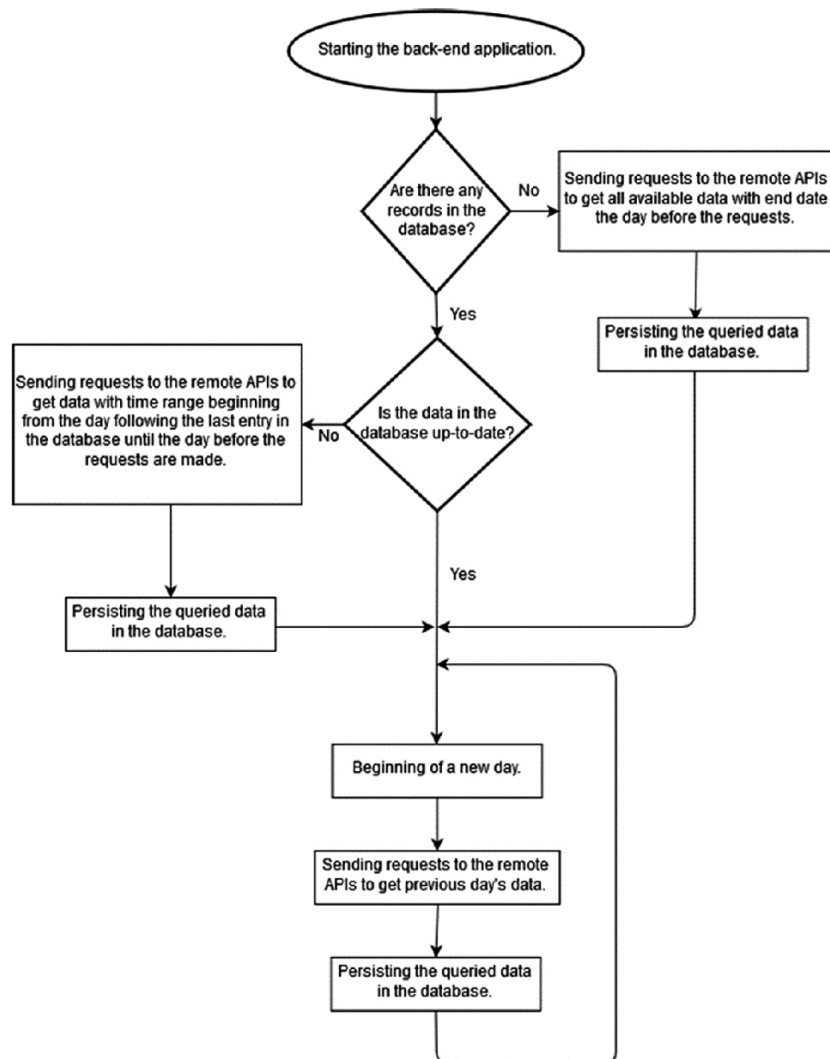 Starting the back-end application.
Are there any
records in the
database?
No
Sending requests to the remote APIs
to get all available data with end date
the day before the requests.
Yes
Persisting the queried data
in the database.
Sending requests to the remote APIs to
get data with time range beginning
from the day following the last entry in
the database until the day before the
requests are made.
No
Is the data in the
database up-to-date?
Yes
Persisting the queried data
in the database.
Beginning of a new day.
Sending requests to the remote
APIs to get previous day's data.
Persisting the queried data
in the database.